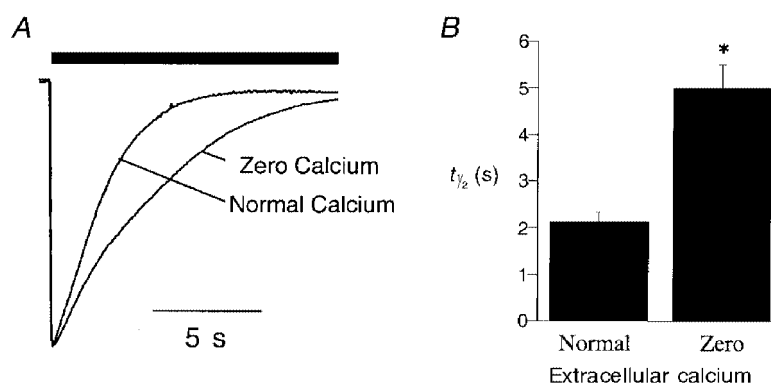 A
Zero Calcium
Normal Calcium
5 s
B
6
5
4
3
2
1
0
t½ (s)
*
Normal
Zero
Extracellular calcium